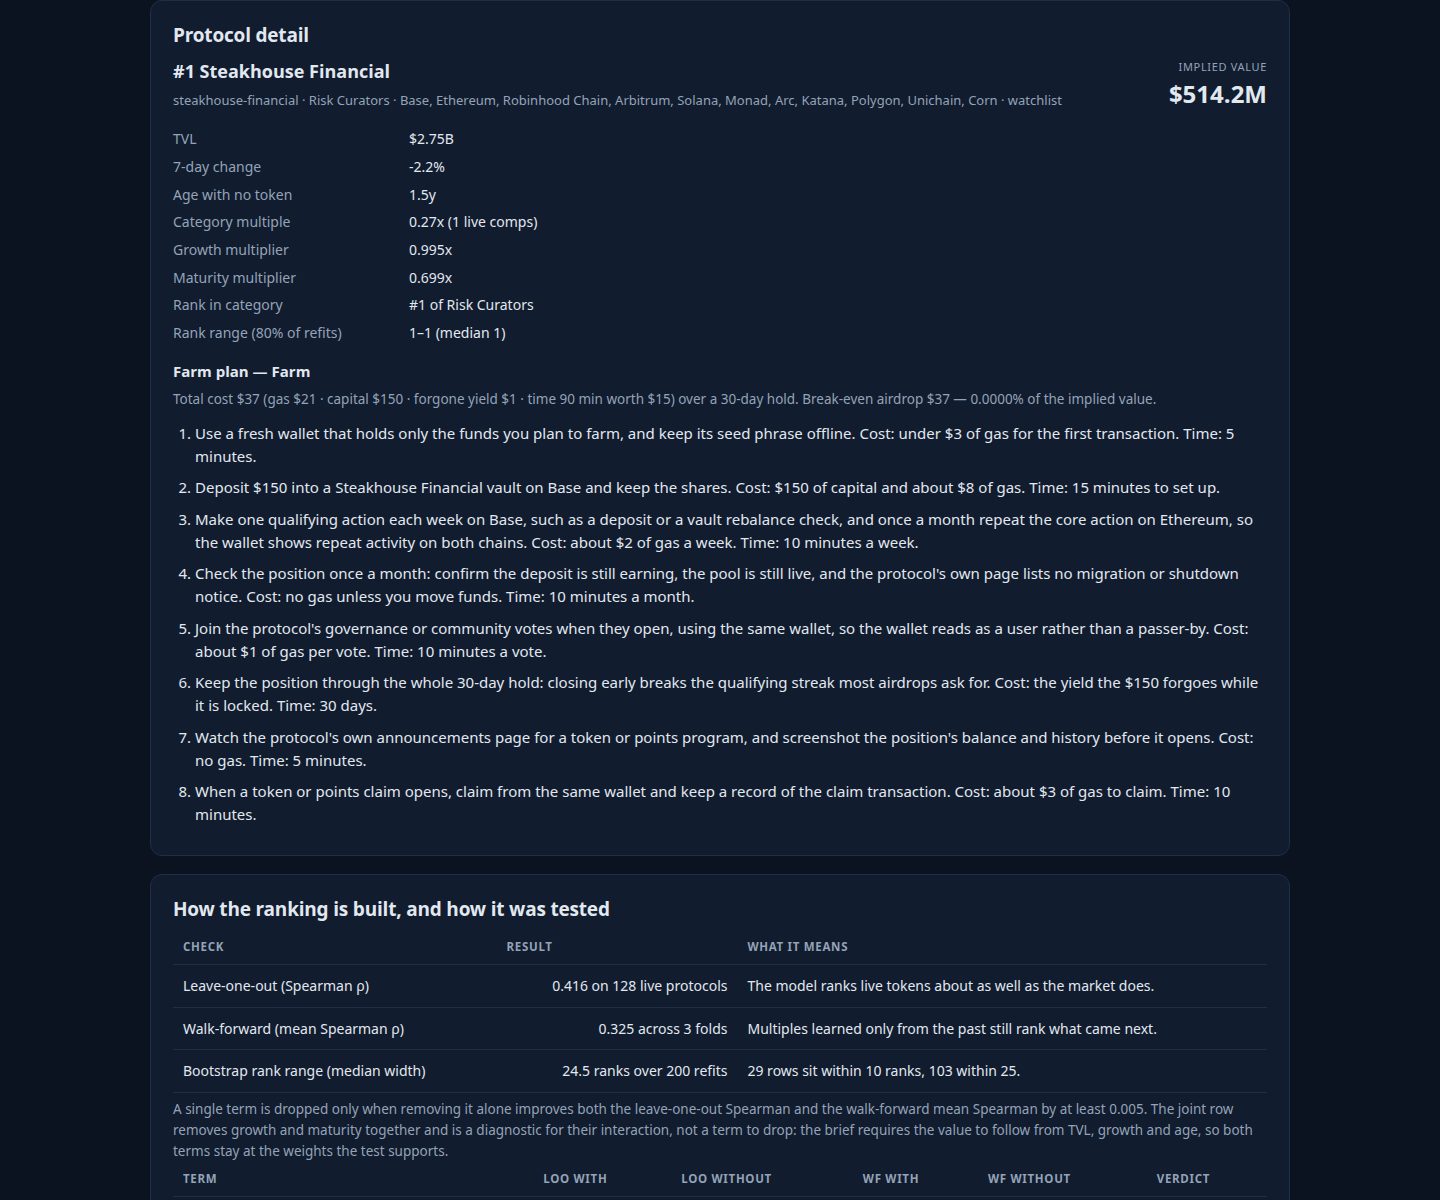 Protocol detail
#1 Steakhouse Financial
IMPLIED VALUE
steakhouse-financial · Risk Curators · Base, Ethereum, Robinhood Chain, Arbitrum, Solana, Monad, Arc, Katana, Polygon, Unichain, Corn · watchlist
$514.2M
TVL $2.75B
7-day change -2.2%
Age with no token 1.5y
Category multiple 0.27x (1 live comps)
Growth multiplier 0.995x
Maturity multiplier 0.699x
Rank in category #1 of Risk Curators
Rank range (80% of refits) 1–1 (median 1)
Farm plan — Farm
Total cost $37 (gas $21 · capital $150 · forgone yield $1 · time 90 min worth $15) over a 30-day hold. Break-even airdrop $37 — 0.0000% of the implied value.
1. Use a fresh wallet that holds only the funds you plan to farm, and keep its seed phrase offline. Cost: under $3 of gas for the first transaction. Time: 5
minutes.
2. Deposit $150 into a Steakhouse Financial vault on Base and keep the shares. Cost: $150 of capital and about $8 of gas. Time: 15 minutes to set up.
3. Make one qualifying action each week on Base, such as a deposit or a vault rebalance check, and once a month repeat the core action on Ethereum, so
the wallet shows repeat activity on both chains. Cost: about $2 of gas a week. Time: 10 minutes a week.
4. Check the position once a month: confirm the deposit is still earning, the pool is still live, and the protocol's own page lists no migration or shutdown
notice. Cost: no gas unless you move funds. Time: 10 minutes a month.
5. Join the protocol's governance or community votes when they open, using the same wallet, so the wallet reads as a user rather than a passer-by. Cost:
about $1 of gas per vote. Time: 10 minutes a vote.
6. Keep the position through the whole 30-day hold: closing early breaks the qualifying streak most airdrops ask for. Cost: the yield the $150 forgoes while
it is locked. Time: 30 days.
7. Watch the protocol's own announcements page for a token or points program, and screenshot the position's balance and history before it opens. Cost:
no gas. Time: 5 minutes.
8. When a token or points claim opens, claim from the same wallet and keep a record of the claim transaction. Cost: about $3 of gas to claim. Time: 10
minutes.
How the ranking is built, and how it was tested
CHECK RESULT WHAT IT MEANS
Leave-one-out (Spearman ρ) 0.416 on 128 live protocols The model ranks live tokens about as well as the market does.
Walk-forward (mean Spearman ρ) 0.325 across 3 folds Multiples learned only from the past still rank what came next.
Bootstrap rank range (median width) 24.5 ranks over 200 refits 29 rows sit within 10 ranks, 103 within 25.
A single term is dropped only when removing it alone improves both the leave-one-out Spearman and the walk-forward mean Spearman by at least 0.005. The joint row
removes growth and maturity together and is a diagnostic for their interaction, not a term to drop: the brief requires the value to follow from TVL, growth and age, so both
terms stay at the weights the test supports.
TERM LOO WITH LOO WITHOUT WF WITH WF WITHOUT VERDICT